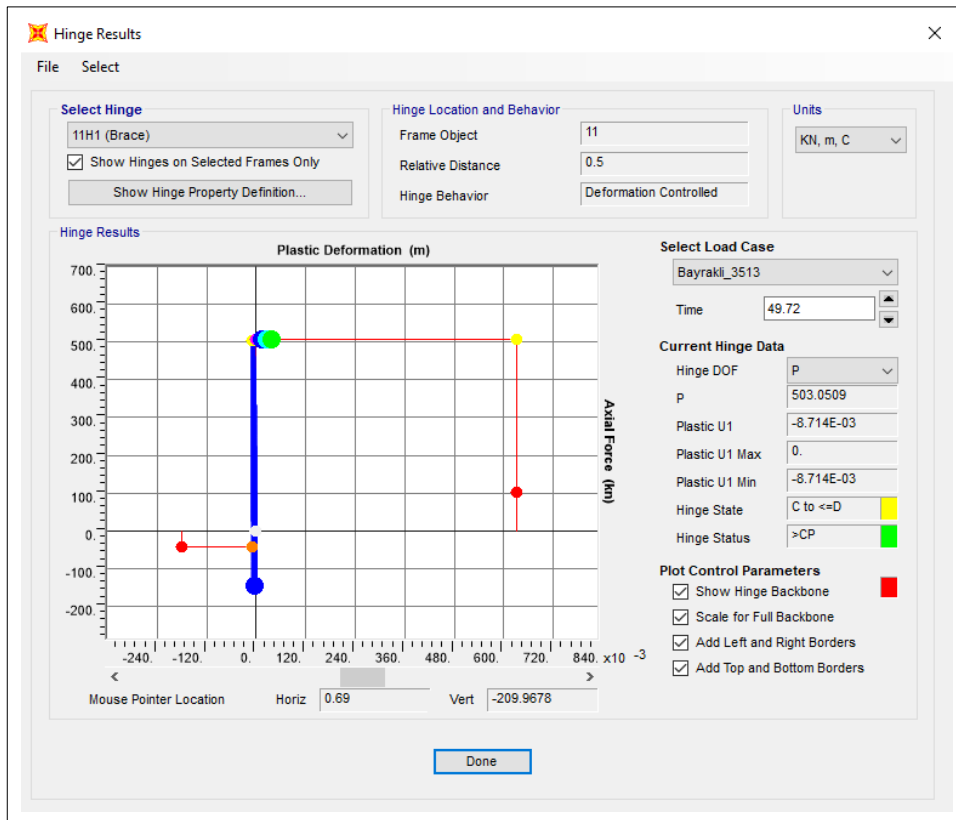 Hinge Results
File Select
Select Hinge
11H1 (Brace)
Show Hinges on Selected Frames Only
Show Hinge Property Definition...
Hinge Location and Behavior
Frame Object 11
Relative Distance 0.5
Hinge Behavior Deformation Controlled
Units
KN, m, C
Hinge Results
Plastic Deformation (m)
700.
600.
500.
400.
300.
200.
100.
0.
-100.
-200.
Axial Force (kn)
-240. -120. 0. 120. 240. 360. 480. 600. 720. 840. x10 -3
Mouse Pointer Location Horiz 0.69 Vert -209.9678
Select Load Case
Bayrakli_3513
Time 49.72
Current Hinge Data
Hinge DOF P
P 503.0509
Plastic U1 -8.714E-03
Plastic U1 Max 0.
Plastic U1 Min -8.714E-03
Hinge State C to <=D
Hinge Status >CP
Plot Control Parameters
Show Hinge Backbone
Scale for Full Backbone
Add Left and Right Borders
Add Top and Bottom Borders
Done